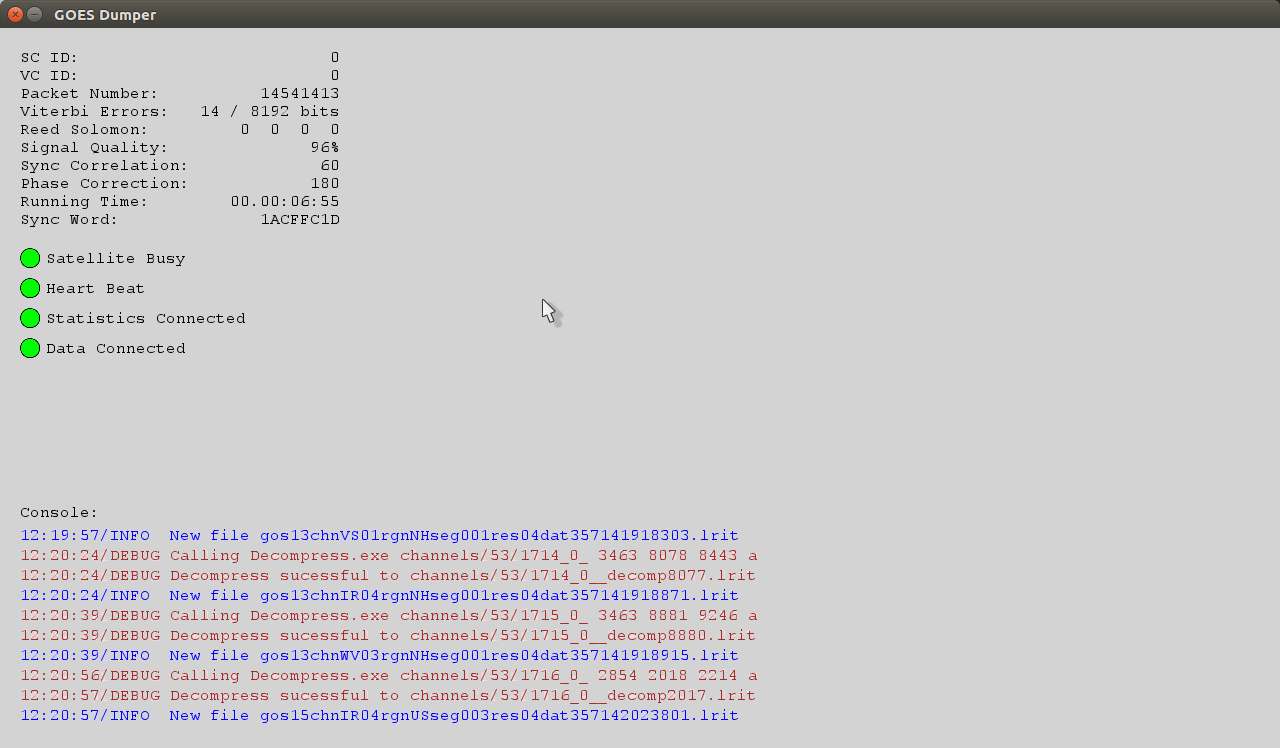 GOES Dumper
SC ID: 0
VC ID: 0
Packet Number: 14541413
Viterbi Errors: 14 / 8192 bits
Reed Solomon: 0 0 0 0
Signal Quality: 96%
Sync Correlation: 60
Phase Correction: 180
Running Time: 00.00:06:55
Sync Word: 1ACFFC1D
Satellite Busy
Heart Beat
Statistics Connected
Data Connected
Console:
12:19:57/INFO New file gos13chnVS01rgnNHseg001res04dat357141918303.lrit
12:20:24/DEBUG Calling Decompress.exe channels/53/1714_0_ 3463 8078 8443 a
12:20:24/DEBUG Decompress sucessful to channels/53/1714_0__decomp8077.lrit
12:20:24/INFO New file gos13chnIR04rgnNHseg001res04dat357141918871.lrit
12:20:39/DEBUG Calling Decompress.exe channels/53/1715_0_ 3463 8881 9246 a
12:20:39/DEBUG Decompress sucessful to channels/53/1715_0__decomp8880.lrit
12:20:39/INFO New file gos13chnWV03rgnNHseg001res04dat357141918915.lrit
12:20:56/DEBUG Calling Decompress.exe channels/53/1716_0_ 2854 2018 2214 a
12:20:57/DEBUG Decompress sucessful to channels/53/1716_0__decomp2017.lrit
12:20:57/INFO New file gos15chnIR04rgnUSseg003res04dat357142023801.lrit